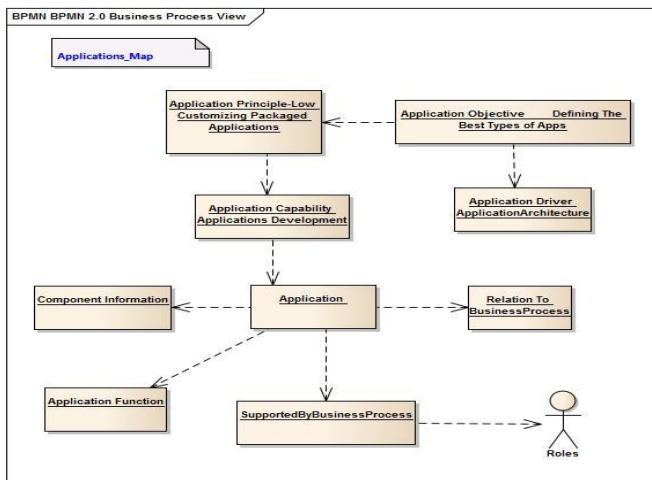 BPMN BPMN 2.0 Business Process View
Applications_Map
Application Principle-Low
Customizing Packaged
Applications
Application Objective Defining The
Best Types of Apps
Application Capability
Applications Development
Application Driver
ApplicationArchitecture
Component Information
Application
Relation To
BusinessProcess
Application Function
SupportedByBusinessProcess
Roles